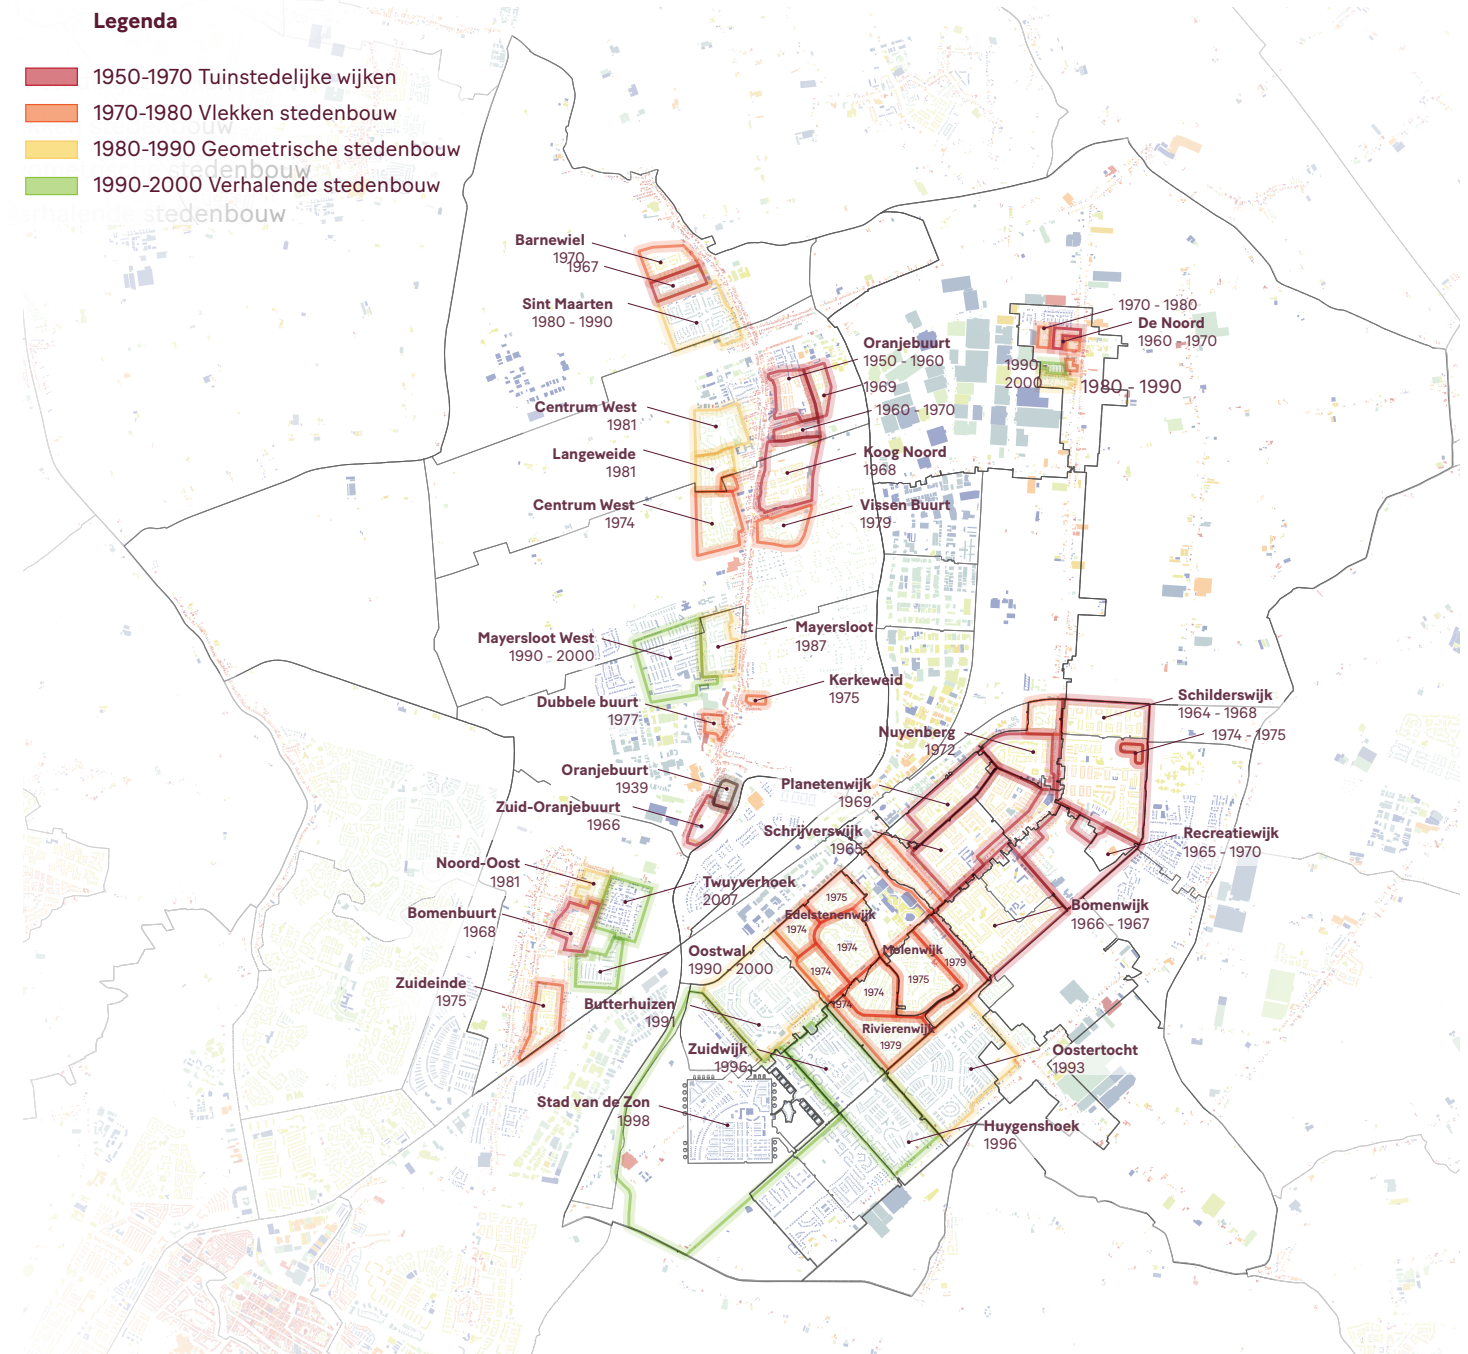 Legenda
1950-1970 Tuinstedelijke wijken
1970-1980 Vlekken stedenbouw
1980-1990 Geometrische stedenbouw
stedenbouw
1990-2000 Verhalende stedenbouw
stedenbouw
Barnewiel
1970
1967
Sint Maarten
1980 - 1990
1970 - 1980
De Noord
1960 - 1970
1990 -
2000
1980 - 1990
Oranjebuurt
1950 - 1960
1969
1960 - 1970
Centrum West
1981
Langeweide
1981
Koog Noord
1968
Centrum West
1974
Vissen Buurt
1979
Mayersloot West
1990 - 2000
Mayersloot
1987
Kerkeweid
1975
Dubbele buurt
1977
Schilderswijk
1964 - 1968
1974 - 1975
Nuyenberg
1972
Oranjebuurt
1939
Planetenwijk
1969
Zuid-Oranjebuurt
1966
Schrijverswijk
1965
Recreatiewijk
1965 - 1970
Noord-Oost
1981
Twuyverhoek
2007
Bomenbuurt
1968
Bomenwijk
1966 - 1967
1975
Edelstenenwijk
1974
1974
Molenwijk
1979
1974
1975
1974
1974
Rivierenwijk
1979
Oostwal
1990 - 2000
Zuideinde
1975
Butterhuizen
1991
Zuidwijk
1996
Oostertocht
1993
Stad van de Zon
1998
Huygenshoek
1996